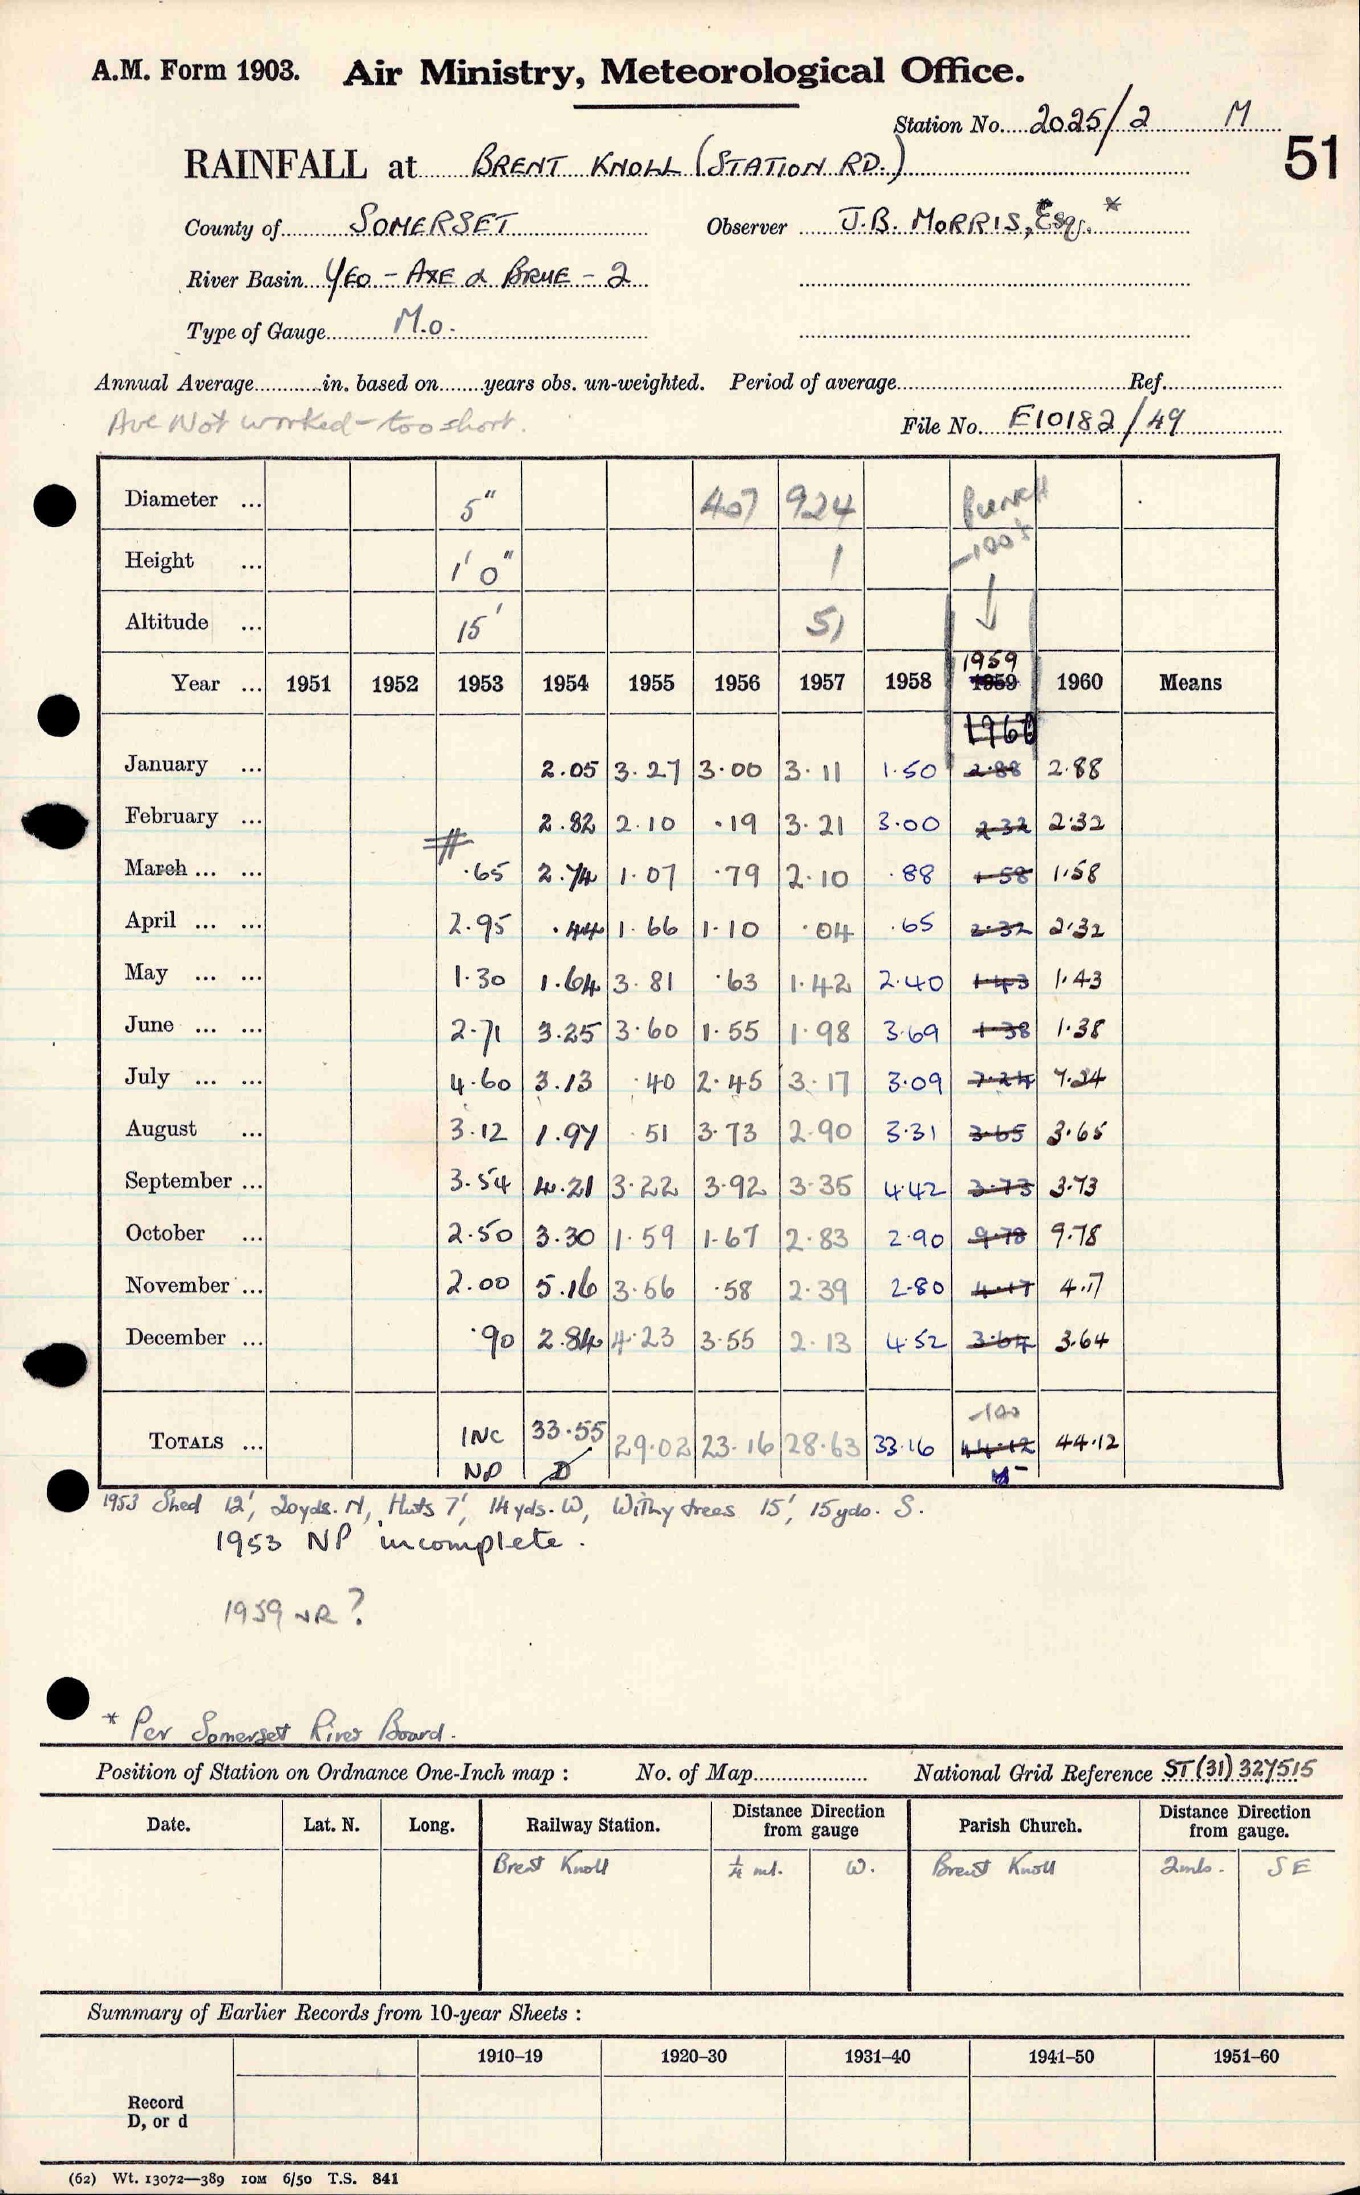 A.M. Form 1903. Air Ministry, Meteorological Office.
Station No. 2025/2 M
51
RAINFALL at BRENT KNOLL (STATION RD.)
County of SOMERSET Observer J.B. MORRIS, Esq. *
River Basin YEO - AXE & BRUE - 2
Type of Gauge M.O.
Annual Average in. based on years obs. un-weighted. Period of average Ref.
Ave Not worked - too short.
File No. E10182/49
Diameter ... 5" 407 924
Height ... 1' 0" 1
-100%
Altitude ... 15' 51
1959
Year ... 1951 1952 1953 1954 1955 1956 1957 1958 1959 1960 Means
1960
January ... 2.05 3.27 3.00 3.11 1.50 2.88 2.88
February ... 2.82 2.10 .19 3.21 3.00 2.32 2.32
March ... ... .65 2.74 1.07 .79 2.10 .88 1.58 1.58
April ... ... 2.95 .44 1.66 1.10 .04 .65 2.32 2.32
May ... ... 1.30 1.64 3.81 .63 1.42 2.40 1.43 1.43
June ... ... 2.71 3.25 3.60 1.55 1.98 3.69 1.38 1.38
July ... ... 4.60 3.13 .40 2.45 3.17 3.09 7.24 7.24
August ... 3.12 1.97 .51 3.73 2.90 3.31 3.65 3.65
September ... 3.54 4.21 3.22 3.92 3.35 4.42 3.73 3.73
October ... 2.50 3.30 1.59 1.67 2.83 2.90 9.78 9.78
November ... 2.00 5.16 3.56 .58 2.39 2.80 4.17 4.17
December ... .90 2.84 4.23 3.55 2.13 4.52 3.64 3.64
-100
TOTALS ... INC 33.55 29.02 23.16 28.63 33.16 44.12 44.12
NP D
1953 Shed 12', 20yds. N, Huts 7', 14yds. W, Withy trees 15', 15yds. S.
1953 NP incomplete.
1959 NR?
* Per Somerset River Board.
Position of Station on Ordnance One-Inch map : No. of Map National Grid Reference ST (31) 327515
Date. Lat. N. Long. Railway Station. Distance Direction from gauge Parish Church. Distance Direction from gauge.
Brent Knoll ¼ ml. W. Brent Knoll 2mls. SE
Summary of Earlier Records from 10-year Sheets :
1910–19 1920–30 1931–40 1941–50 1951–60
Record
D, or d
(62) Wt. 13072—389 10M 6/50 T.S. 841